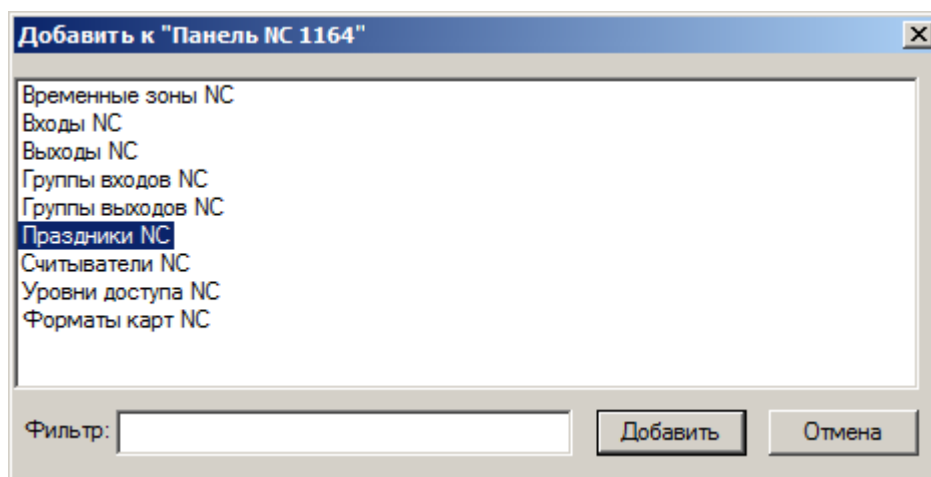 Добавить к "Панель NC 1164"
Временные зоны NC
Входы NC
Выходы NC
Группы входов NC
Группы выходов NC
Праздники NC
Считыватели NC
Уровни доступа NC
Форматы карт NC
Фильтр: Добавить Отмена